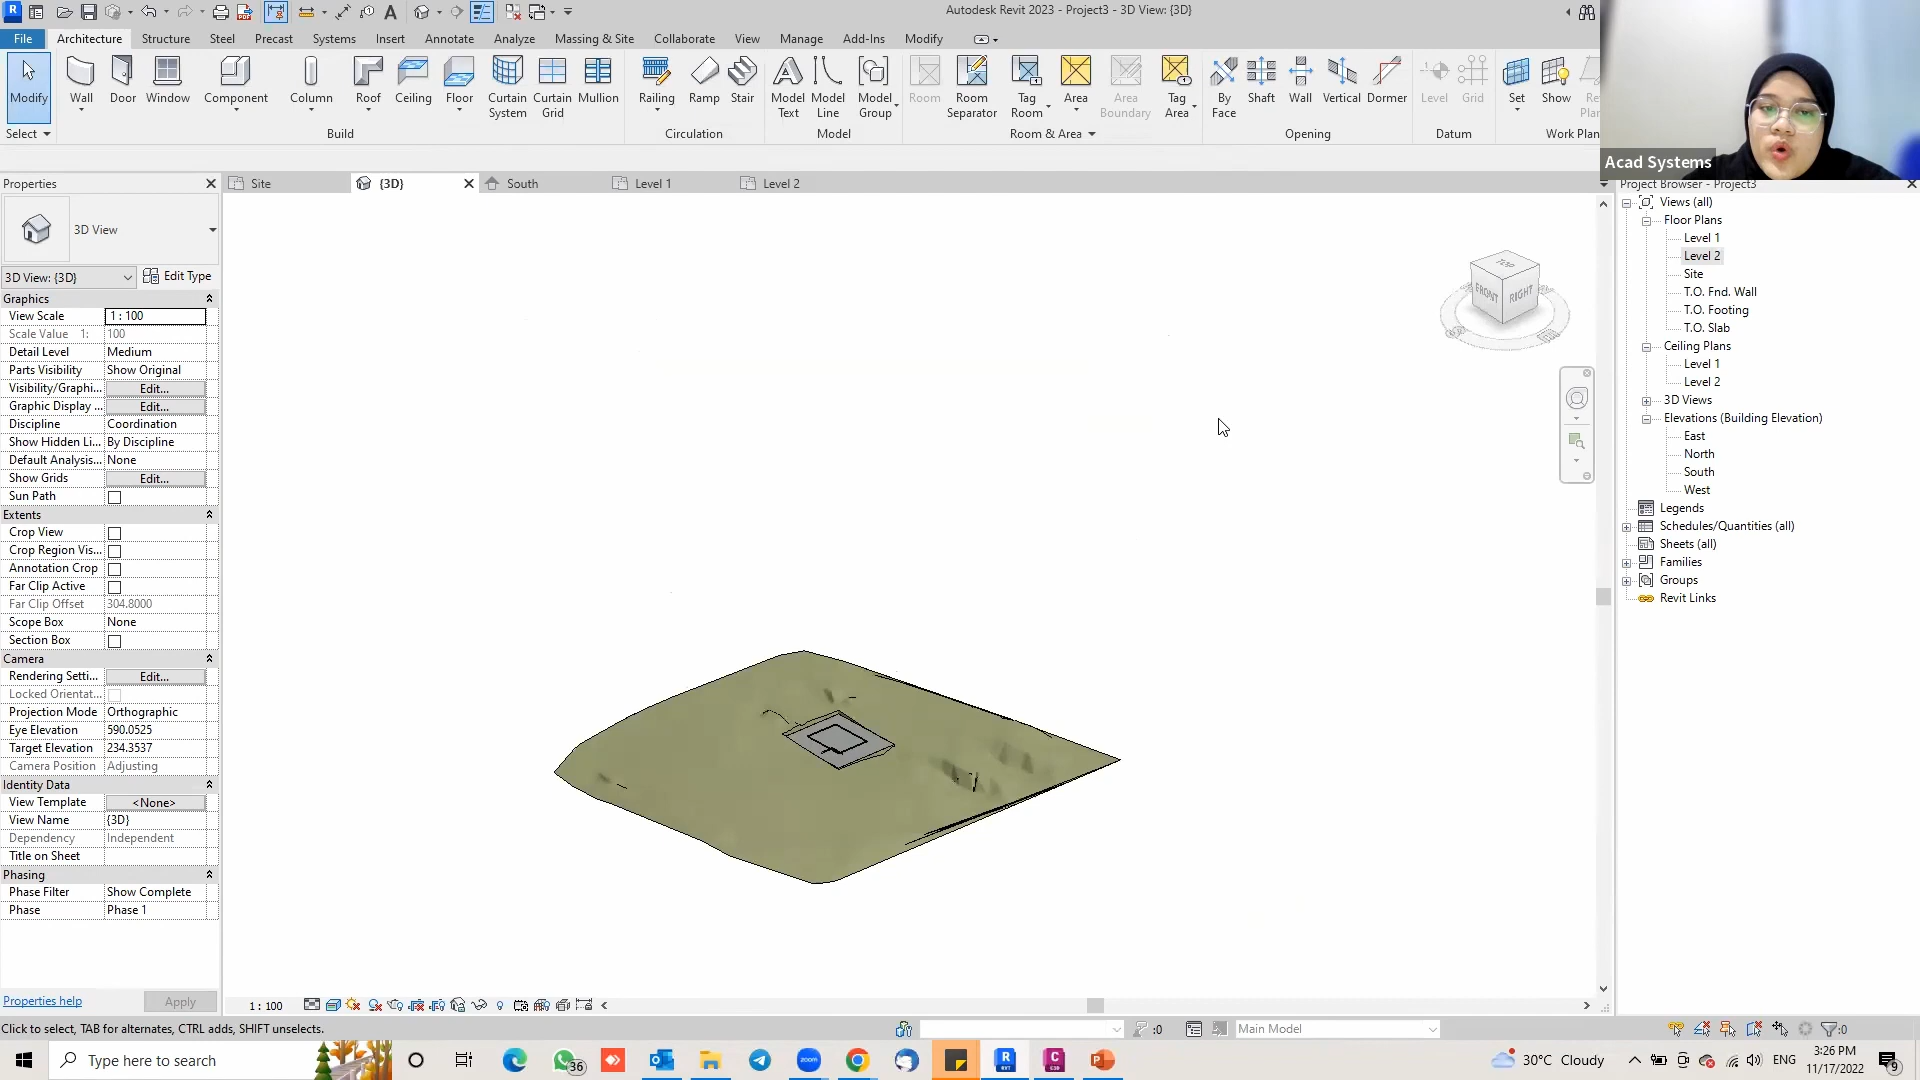 Autodesk Revit 2023 - Project3 - 3D View: {3D}
File Architecture Structure Steel Precast Systems Insert Annotate Analyze Massing & Site Collaborate View Manage Add-Ins Modify
Modify Wall Door Window Component Column Roof Ceiling Floor Curtain System Curtain Grid Mullion Railing Ramp Stair Model Text Model Line Model Group Room Room Separator Tag Room Area Area Boundary Tag Area By Face Shaft Wall Vertical Dormer Level Grid Set Show
Select Build Circulation Model Room & Area Opening Datum Work Plan
Acad Systems
Properties
Site {3D} South Level 1 Level 2
Project Browser - Project3
3D View
3D View: {3D} Edit Type
Graphics
View Scale 1 : 100
Scale Value 1: 100
Detail Level Medium
Parts Visibility Show Original
Visibility/Graphi... Edit...
Graphic Display ... Edit...
Discipline Coordination
Show Hidden Li... By Discipline
Default Analysis... None
Show Grids Edit...
Sun Path
Extents
Crop View
Crop Region Vis...
Annotation Crop
Far Clip Active
Far Clip Offset 304.8000
Scope Box None
Section Box
Camera
Rendering Setti... Edit...
Locked Orientat...
Projection Mode Orthographic
Eye Elevation 590.0525
Target Elevation 234.3537
Camera Position Adjusting
Identity Data
View Template <None>
View Name {3D}
Dependency Independent
Title on Sheet
Phasing
Phase Filter Show Complete
Phase Phase 1
Properties help Apply
TOP
FRONT RIGHT
Views (all)
Floor Plans
Level 1
Level 2
Site
T.O. Fnd. Wall
T.O. Footing
T.O. Slab
Ceiling Plans
Level 1
Level 2
3D Views
Elevations (Building Elevation)
East
North
South
West
Legends
Schedules/Quantities (all)
Sheets (all)
Families
Groups
Revit Links
1 : 100
Click to select, TAB for alternates, CTRL adds, SHIFT unselects.
:0 Main Model :0
Type here to search
36
zoom
30°C Cloudy
ENG
3:26 PM
11/17/2022
9